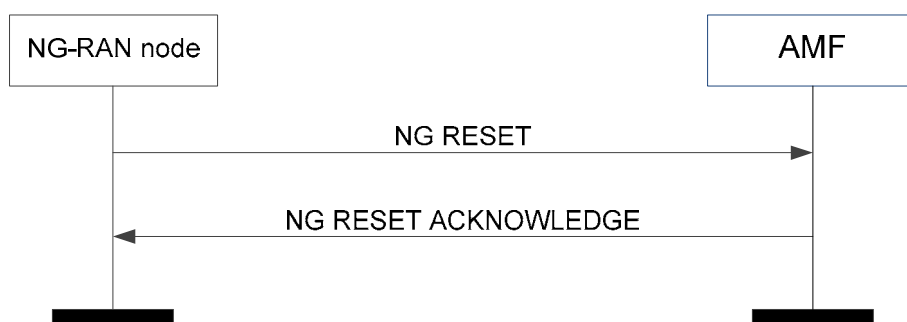 NG-RAN node
AMF
NG RESET
NG RESET ACKNOWLEDGE